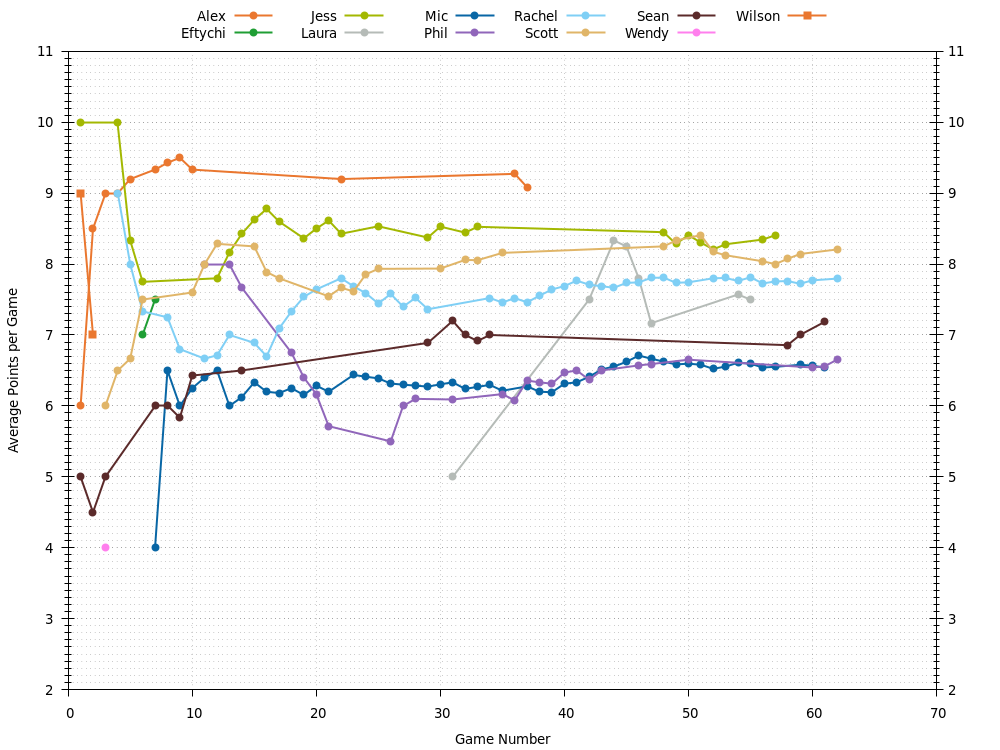 Alex Jess Mic Rachel Sean Wilson
Eftychi Laura Phil Scott Wendy
11 11
10 10
9 9
8 8
7 7
6 6
5 5
4 4
3 3
2 2
0 10 20 30 40 50 60 70
Average Points per Game
Game Number